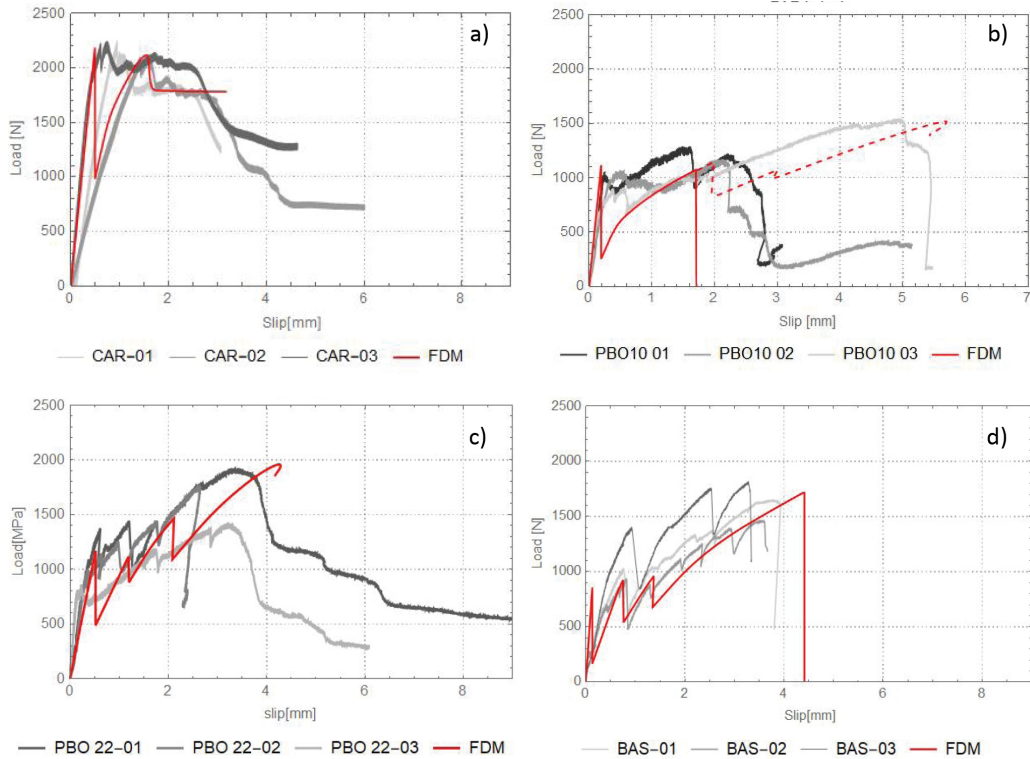 2500
2000
1500
1000
500
0
0 2 4 6 8
Load [N]
Slip[mm]
a)
CAR−01 CAR−02 CAR−03 FDM
2500
2000
1500
1000
500
0
0 1 2 3 4 5 6 7
Load [N]
Slip [mm]
b)
PBO10 01 PBO10 02 PBO10 03 FDM
2500
2000
1500
1000
500
0
0 2 4 6 8
Load[MPa]
slip[mm]
c)
PBO 22−01 PBO 22−02 PBO 22−03 FDM
2500
2000
1500
1000
500
0
0 2 4 6 8
Load [N]
Slip[mm]
d)
BAS−01 BAS−02 BAS−03 FDM